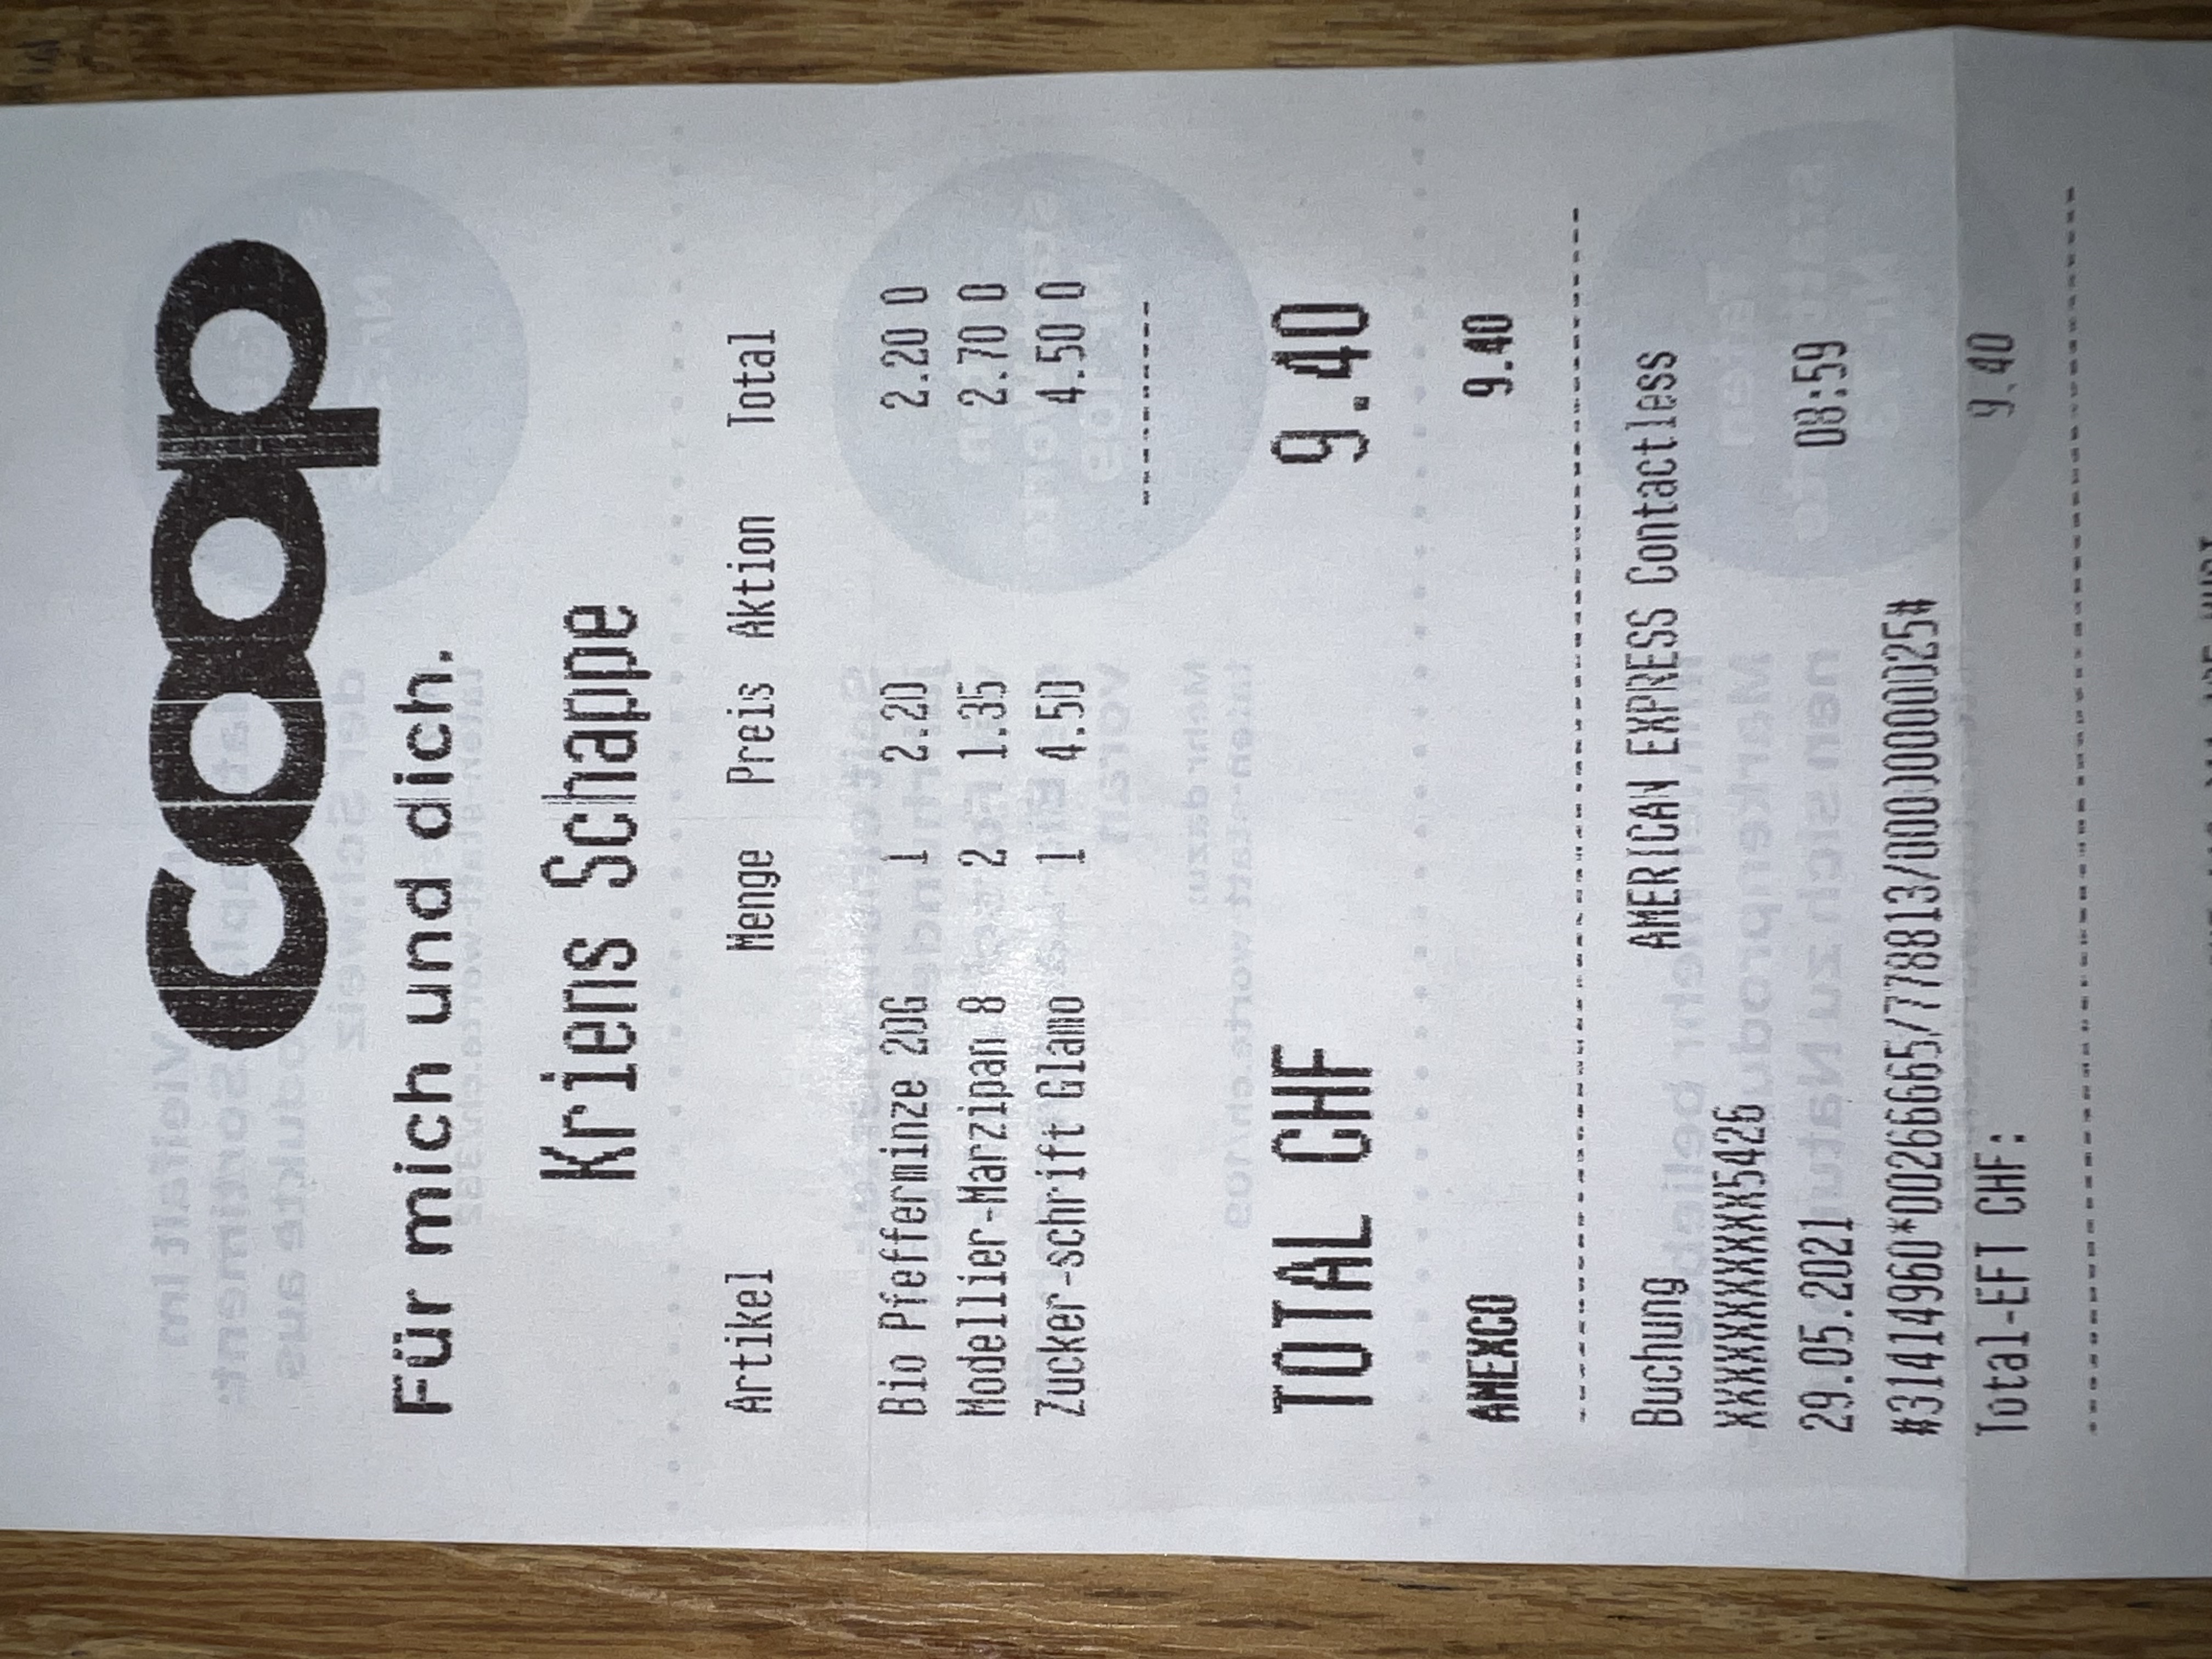 coop
Für mich und dich.
Kriens Schappe
Artikel Menge Preis Aktion Total
Bio Pfefferminze 20G 1 2.20 2.20 0
Modellier-Marzipan 8 2 1.35 2.70 0
Zucker-schrift Glamo 1 4.50 4.50 0
TOTAL CHF 9.40
AMEXCO 9.40
Buchung AMERICAN EXPRESS Contactless
XXXXXXXXXXX5426
29.05.2021 08:59
#31414960*00266665/778813/00000000025#
Total-EFT CHF: 9.40